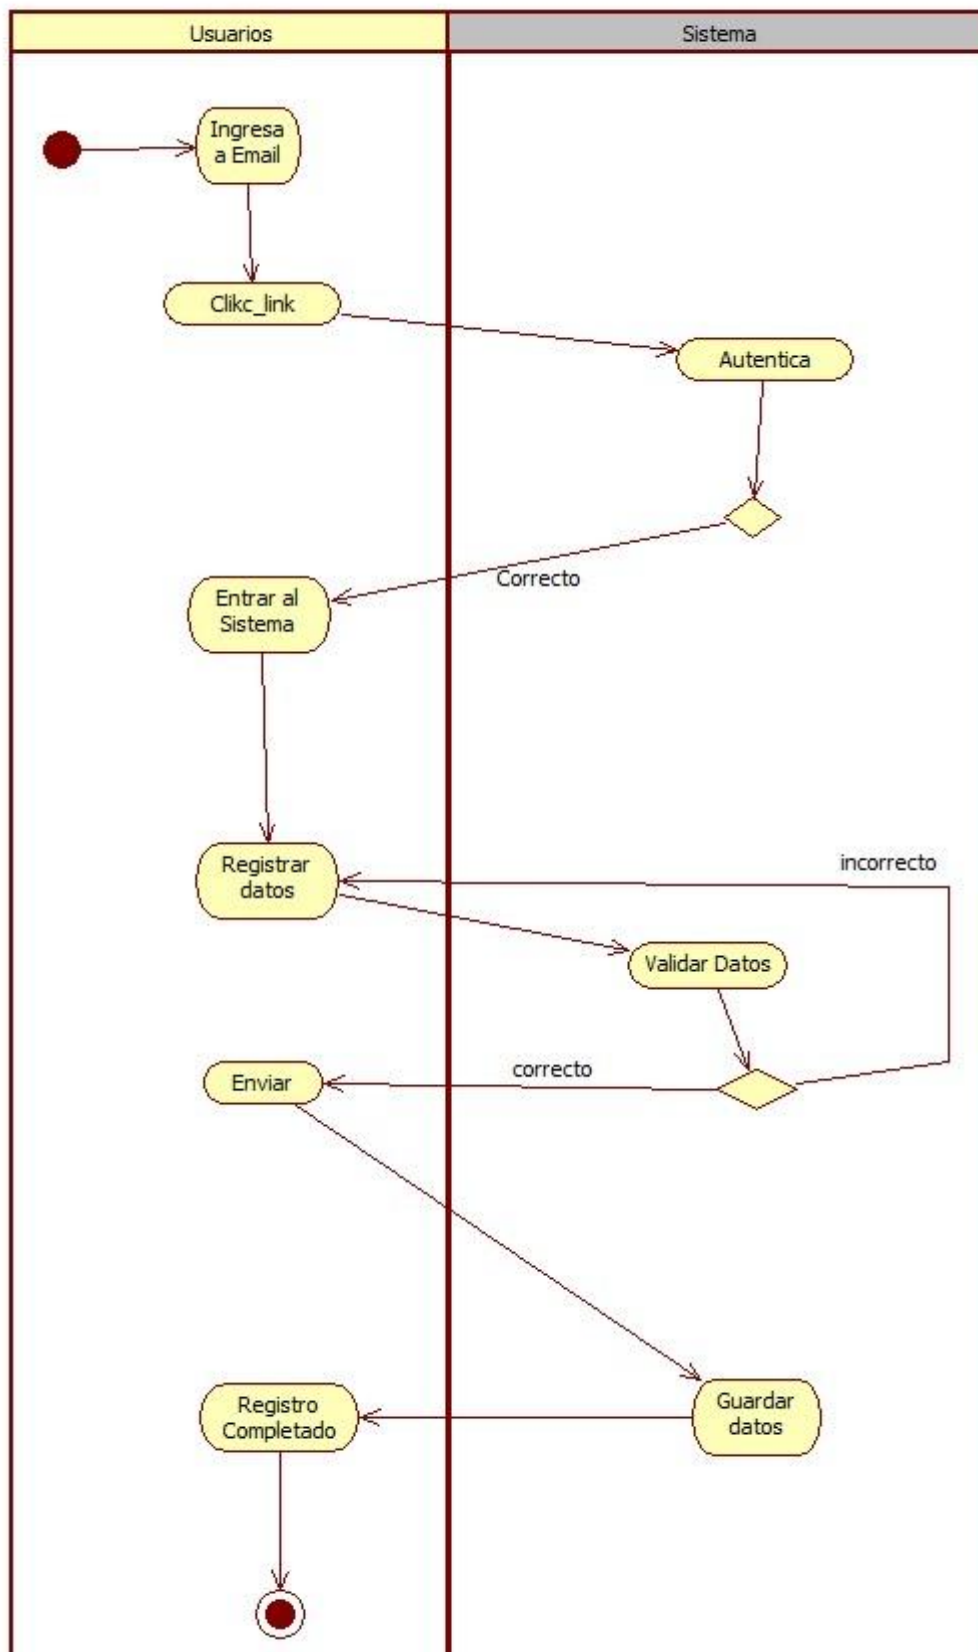 Usuarios
Sistema
Ingresa
a Email
Clikc_link
Autentica
Correcto
Entrar al
Sistema
Registrar
datos
incorrecto
Validar Datos
correcto
Enviar
Guardar
datos
Registro
Completado